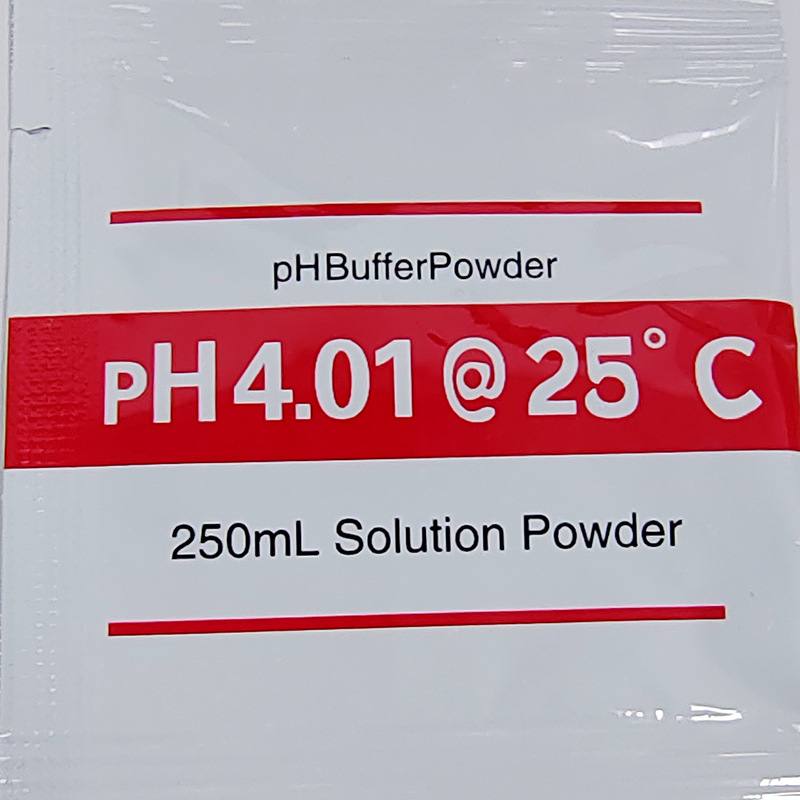 pHBufferPowder
pH 4.01 @ 25° C
250mL Solution Powder